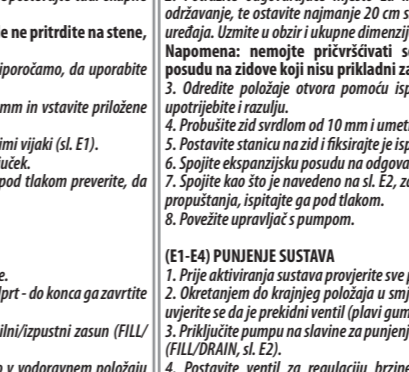 e ne pritrdite na stene,
iporočamo, da uporabite
mm in vstavite priložene
imi vijaki (sl. E1).
juček.
pod tlakom preverite, da
e.
lprt - do konca ga zavrtite
ilni/izpustni zasun (FILL/
o v vodoravnem položaju
održavanje, te ostavite najmanje 20 cm s
uređaja. Uzmite u obzir i ukupne dimenzij
Napomena: nemojte pričvršćivati s
posudu na zidove koji nisu prikladni za
3. Odredite položaje otvora pomoću isp
upotrijebite i razulju.
4. Probušite zid svrdlom od 10 mm i umet
5. Postavite stanicu na zid i fiksirajte je isp
6. Spojite ekspanzijsku posudu na odgova
7. Spojite kao što je navedeno na sl. E2, za
propuštanja, ispitajte ga pod tlakom.
8. Povežite upravljač s pumpom.
(E1-E4) PUNJENJE SUSTAVA
1. Prije aktiviranja sustava provjerite sve p
2. Okretanjem do krajnjeg položaja u smj
uvjerite se da je prekidni ventil (plavi gum
3. Priključite pumpu na slavine za punjenj
(FILL/DRAIN, sl. E2).
4. Postavite ventil za regulaciju brzine